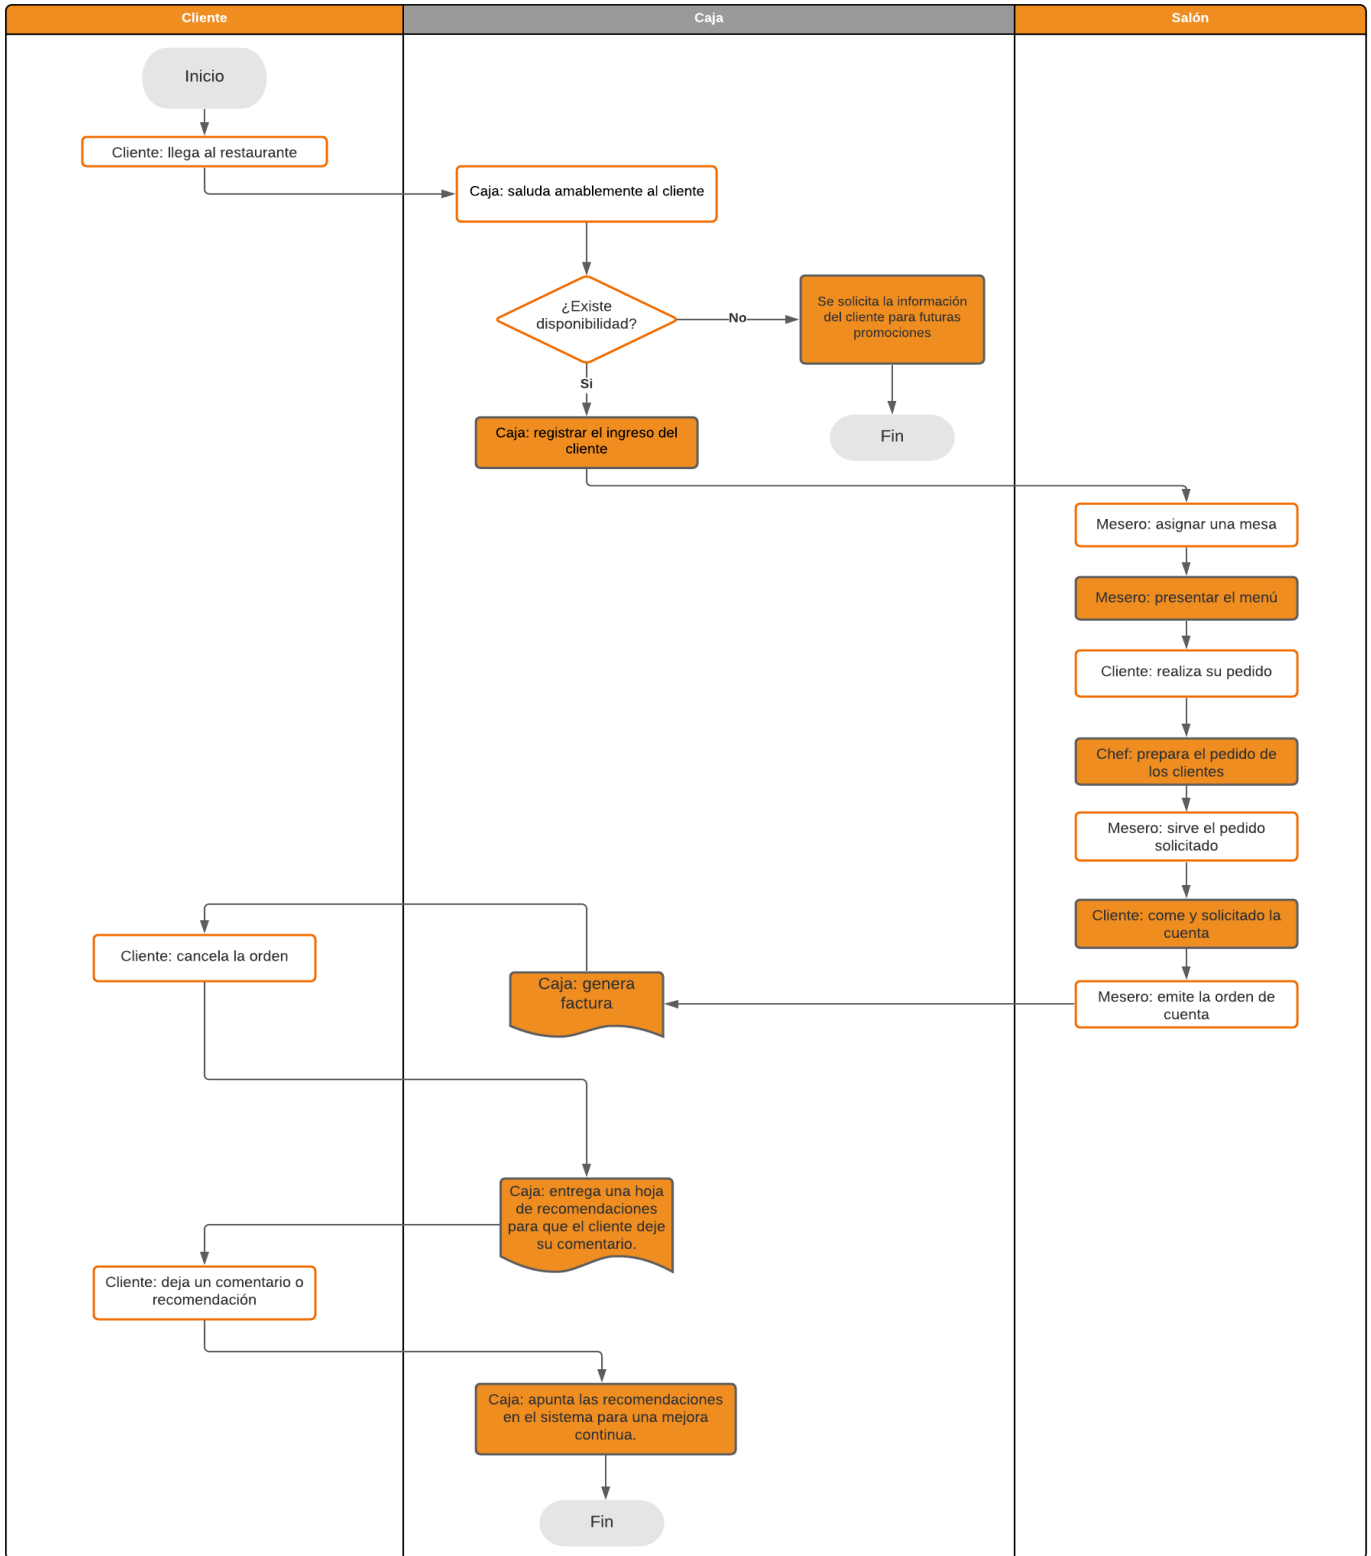 Cliente
Caja
Salón
Inicio
Cliente: llega al restaurante
Caja: saluda amablemente al cliente
¿Existe
disponibilidad?
No
Se solicita la información
del cliente para futuras
promociones
Si
Caja: registrar el ingreso del
cliente
Fin
Mesero: asignar una mesa
Mesero: presentar el menú
Cliente: realiza su pedido
Chef: prepara el pedido de
los clientes
Mesero: sirve el pedido
solicitado
Cliente: come y solicitado la
cuenta
Mesero: emite la orden de
cuenta
Caja: genera
factura
Cliente: cancela la orden
Caja: entrega una hoja
de recomendaciones
para que el cliente deje
su comentario.
Cliente: deja un comentario o
recomendación
Caja: apunta las recomendaciones
en el sistema para una mejora
continua.
Fin